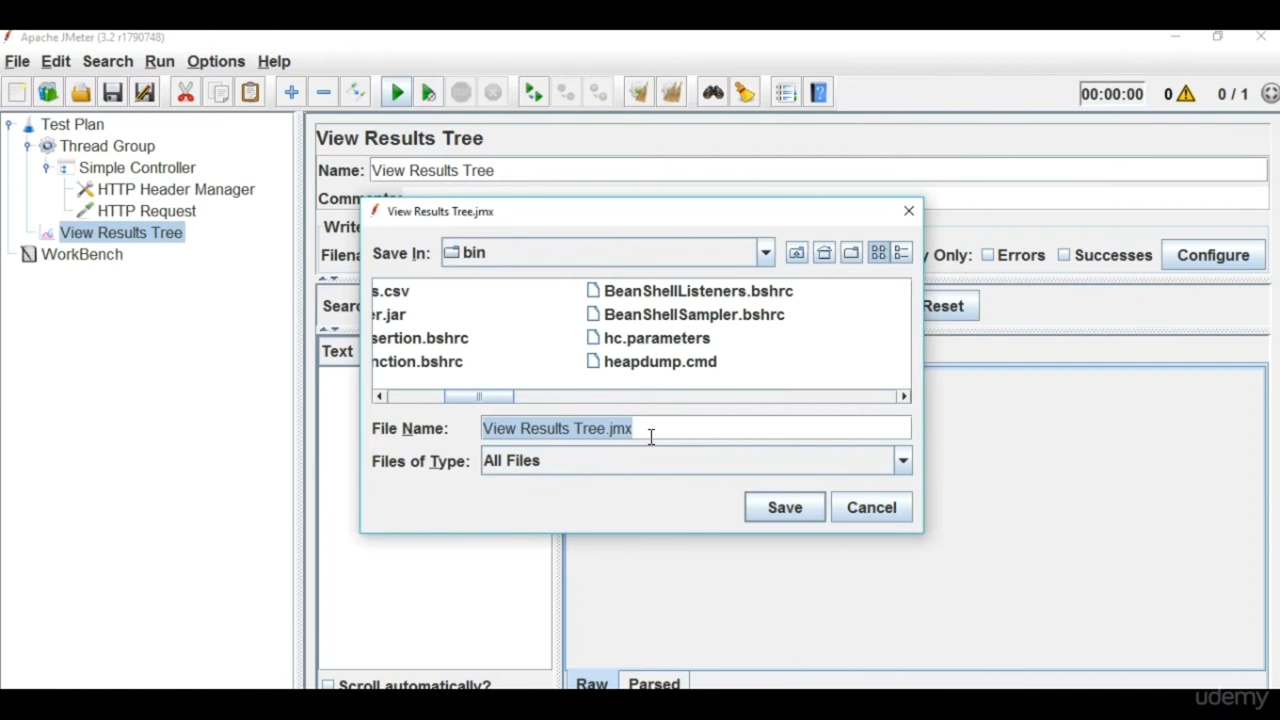 Apache JMeter (3.2 r1790748)
File Edit Search Run Options Help
00:00:00 0 0 / 1
Test Plan
Thread Group
Simple Controller
HTTP Header Manager
HTTP Request
View Results Tree
WorkBench
View Results Tree
Name: View Results Tree
Comments:
Write
Filena
y Only: Errors Successes Configure
Searc
Reset
Text
View Results Tree.jmx
Save In: bin
s.csv
er.jar
sertion.bshrc
nction.bshrc
BeanShellListeners.bshrc
BeanShellSampler.bshrc
hc.parameters
heapdump.cmd
File Name: View Results Tree.jmx
Files of Type: All Files
Save Cancel
Scroll automatically?
Raw Parsed
udemy